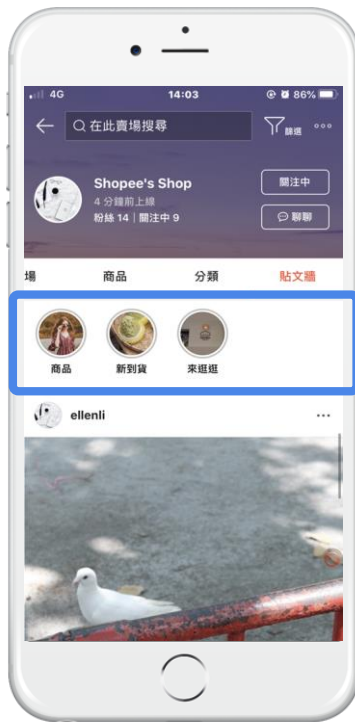 4G 14:03 86%
在此賣場搜尋 篩選
Shopee's Shop 關注中
4 分鐘前上線
粉絲 14 | 關注中 9 聊聊
場 商品 分類 貼文牆
商品 新到貨 來逛逛
ellenli